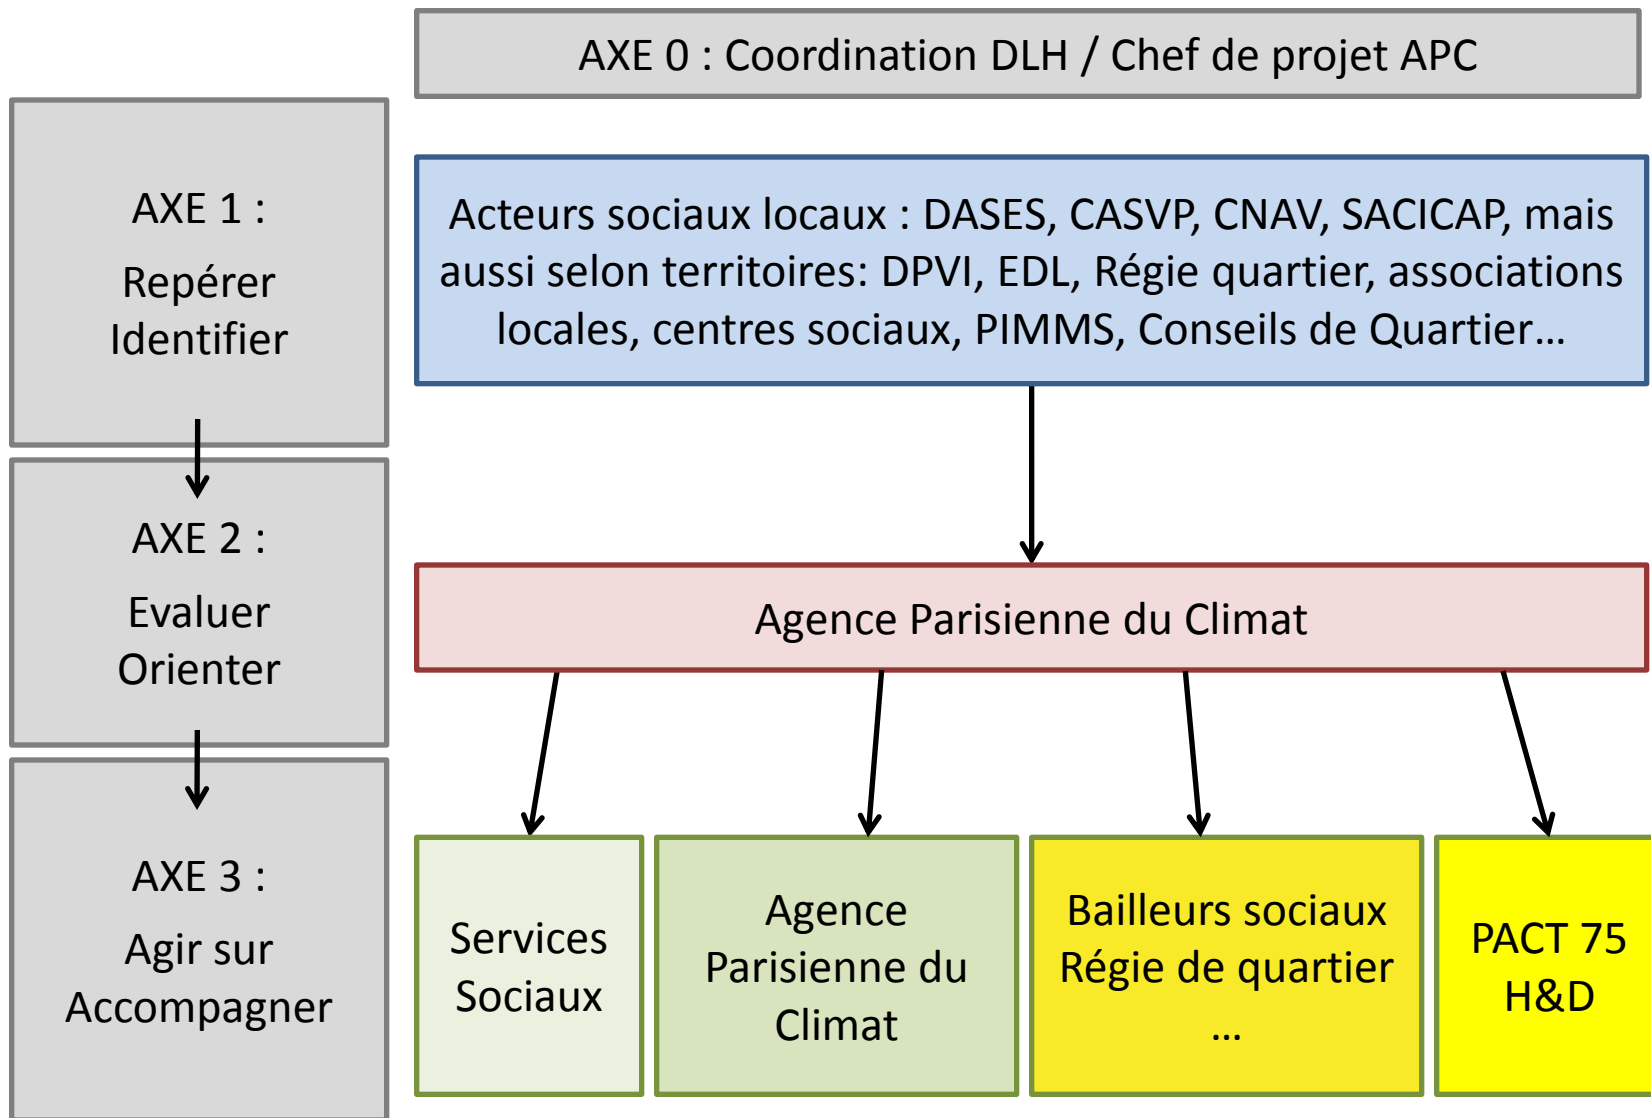 AXE 0 : Coordination DLH / Chef de projet APC
AXE 1 :
Repérer
Identifier
Acteurs sociaux locaux : DASES, CASVP, CNAV, SACICAP, mais
aussi selon territoires: DPVI, EDL, Régie quartier, associations
locales, centres sociaux, PIMMS, Conseils de Quartier…
AXE 2 :
Evaluer
Orienter
Agence Parisienne du Climat
AXE 3 :
Agir sur
Accompagner
Services
Sociaux
Agence
Parisienne du
Climat
Bailleurs sociaux
Régie de quartier
…
PACT 75
H&D